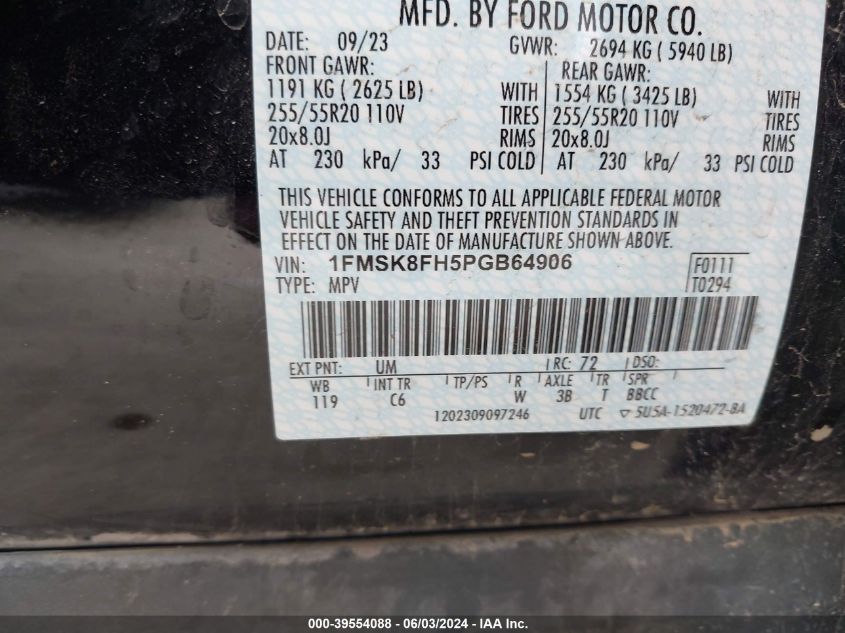 MFD. BY FORD MOTOR CO.
DATE: 09/23 GVWR: 2694 KG ( 5940 LB)
FRONT GAWR: REAR GAWR:
1191 KG ( 2625 LB) WITH 1554 KG ( 3425 LB) WITH
255/55R20 110V TIRES 255/55R20 110V TIRES
20x8.0J RIMS 20x8.0J RIMS
AT 230 kPa/ 33 PSI COLD AT 230 kPa/ 33 PSI COLD
THIS VEHICLE CONFORMS TO ALL APPLICABLE FEDERAL MOTOR
VEHICLE SAFETY AND THEFT PREVENTION STANDARDS IN
EFFECT ON THE DATE OF MANUFACTURE SHOWN ABOVE.
VIN: 1FMSK8FH5PGB64906 F0111
TYPE: MPV T0294
EXT PNT: UM RC: 72 DSO:
WB INT TR TP/PS R AXLE TR SPR
119 C6 W 3B T BBCC
1202309097246 UTC ▽ 5U5A-1520472-BA
000-39554088 - 06/03/2024 - IAA Inc.